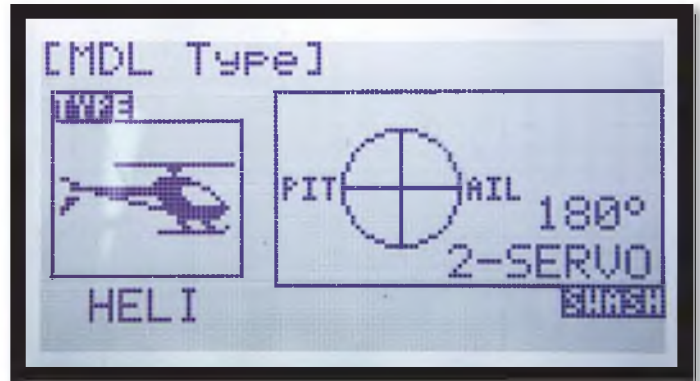 [MDL Type]
TYPE
PIT AIL
180°
2-SERVO
HELI
SWASH